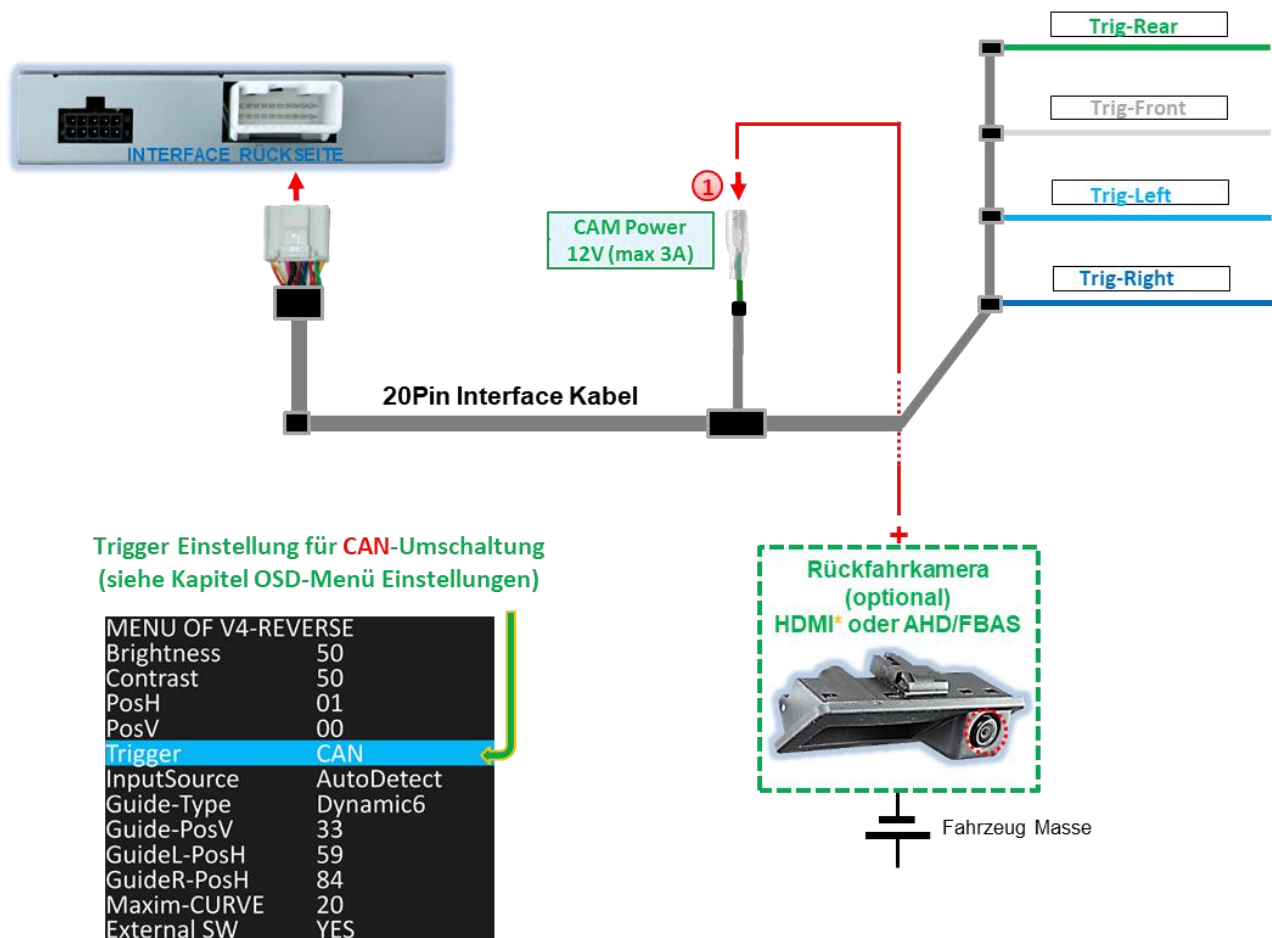 Trig-Rear
Trig-Front
Trig-Left
Trig-Right
INTERFACE RÜCKSEITE
1
CAM Power
12V (max 3A)
20Pin Interface Kabel
Trigger Einstellung für CAN-Umschaltung
(siehe Kapitel OSD-Menü Einstellungen)
MENU OF V4-REVERSE
Brightness 50
Contrast 50
PosH 01
PosV 00
Trigger CAN
InputSource AutoDetect
Guide-Type Dynamic6
Guide-PosV 33
GuideL-PosH 59
GuideR-PosH 84
Maxim-CURVE 20
External SW YES
+
Rückfahrkamera
(optional)
HDMI* oder AHD/FBAS
Fahrzeug Masse